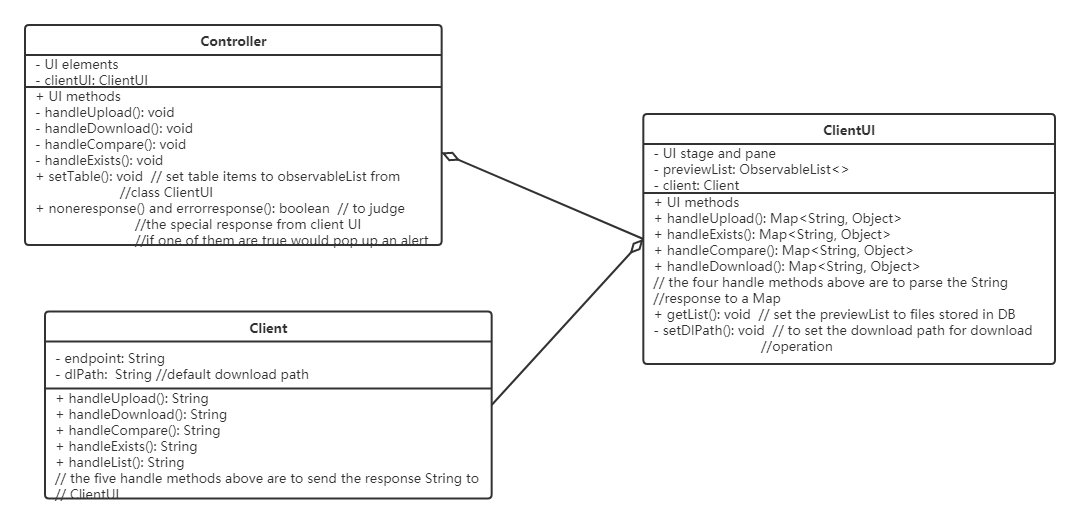 Controller
- UI elements
- clientUI: ClientUI
+ UI methods
- handleUpload(): void
- handleDownload(): void
- handleCompare(): void
- handleExists(): void
+ setTable(): void // set table items to observableList from
//class ClientUI
+ noneresponse() and errorresponse(): boolean // to judge
//the special response from client UI
//if one of them are true would pop up an alert
ClientUI
- UI stage and pane
- previewList: ObservableList<>
- client: Client
+ UI methods
+ handleUpload(): Map<String, Object>
+ handleExists(): Map<String, Object>
+ handleCompare(): Map<String, Object>
+ handleDownload(): Map<String, Object>
// the four handle methods above are to parse the String
//response to a Map
+ getList(): void // set the previewList to files stored in DB
- setDlPath(): void // to set the download path for download
//operation
Client
- endpoint: String
- dlPath: String //default download path
+ handleUpload(): String
+ handleDownload(): String
+ handleCompare(): String
+ handleExists(): String
+ handleList(): String
// the five handle methods above are to send the response String to
// ClientUI